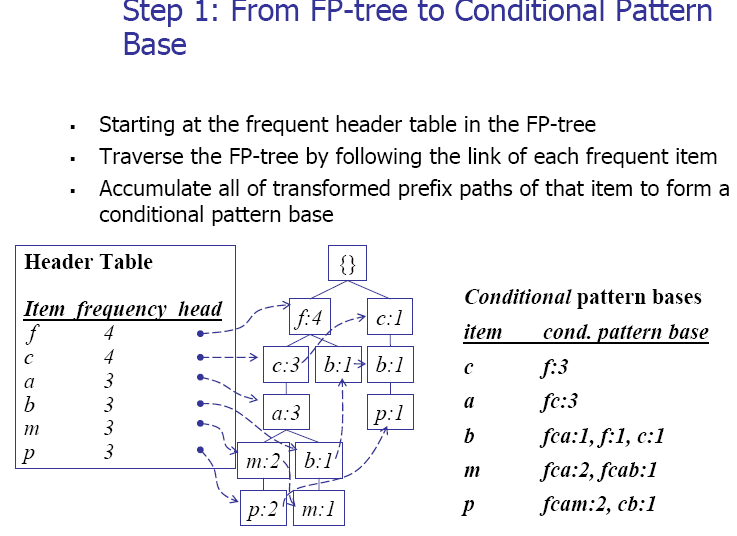 Step 1: From FP-tree to Conditional Pattern
Base
▪ Starting at the frequent header table in the FP-tree
▪ Traverse the FP-tree by following the link of each frequent item
▪ Accumulate all of transformed prefix paths of that item to form a
conditional pattern base
Header Table
Item frequency head
f 4
c 4
a 3
b 3
m 3
p 3
{}
f:4 c:1
c:3 b:1 b:1
a:3 p:1
m:2 b:1
p:2 m:1
Conditional pattern bases
item cond. pattern base
c f:3
a fc:3
b fca:1, f:1, c:1
m fca:2, fcab:1
p fcam:2, cb:1